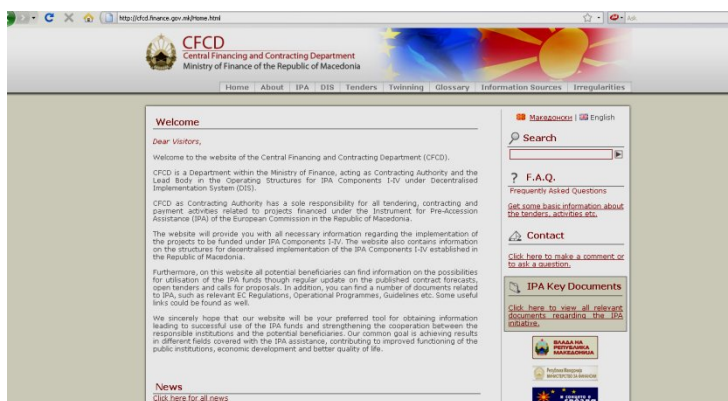 http://cfcd.finance.gov.mk/Home.html
Ask
CFCD
Central Financing and Contracting Department
Ministry of Finance of the Republic of Macedonia
Home | About | IPA | DIS | Tenders | Twinning | Glossary | Information Sources | Irregularities
Welcome
Dear Visitors,
Welcome to the website of the Central Financing and Contracting Department (CFCD).
CFCD is a Department within the Ministry of Finance, acting as Contracting Authority and the
Lead Body in the Operating Structures for IPA Components I-IV under Decentralised
Implementation System (DIS).
CFCD as Contracting Authority has a sole responsibility for all tendering, contracting and
payment activities related to projects financed under the Instrument for Pre-Accession
Assistance (IPA) of the European Commission in the Republic of Macedonia.
The website will provide you with all necessary information regarding the implementation of
the projects to be funded under IPA Components I-IV. The website also contains information
on the structures for decentralised implementation of the IPA Components I-IV established in
the Republic of Macedonia.
Furthermore, on this website all potential beneficiaries can find information on the possibilities
for utilisation of the IPA funds though regular update on the published contract forecasts,
open tenders and calls for proposals. In addition, you can find a number of documents related
to IPA, such as relevant EC Regulations, Operational Programmes, Guidelines etc. Some useful
links could be found as well.
We sincerely hope that our website will be your preferred tool for obtaining information
leading to successful use of the IPA funds and strengthening the cooperation between the
responsible institutions and the potential beneficiaries. Our common goal is achieving results
in different fields covered with the IPA assistance, contributing to improved functioning of the
public institutions, economic development and better quality of life.
News
Click here for all news
Македонски | English
Search
? F.A.Q.
Frequently Asked Questions
Get some basic information about
the tenders, activities etc.
Contact
Click here to make a comment or
to ask a question.
IPA Key Documents
Click here to view all relevant
documents regarding the IPA
initiative.
ВЛАДА НА
РЕПУБЛИКА
МАКЕДОНИЈА
Република Македонија
МИНИСТЕРСТВО ЗА ФИНАНСИИ